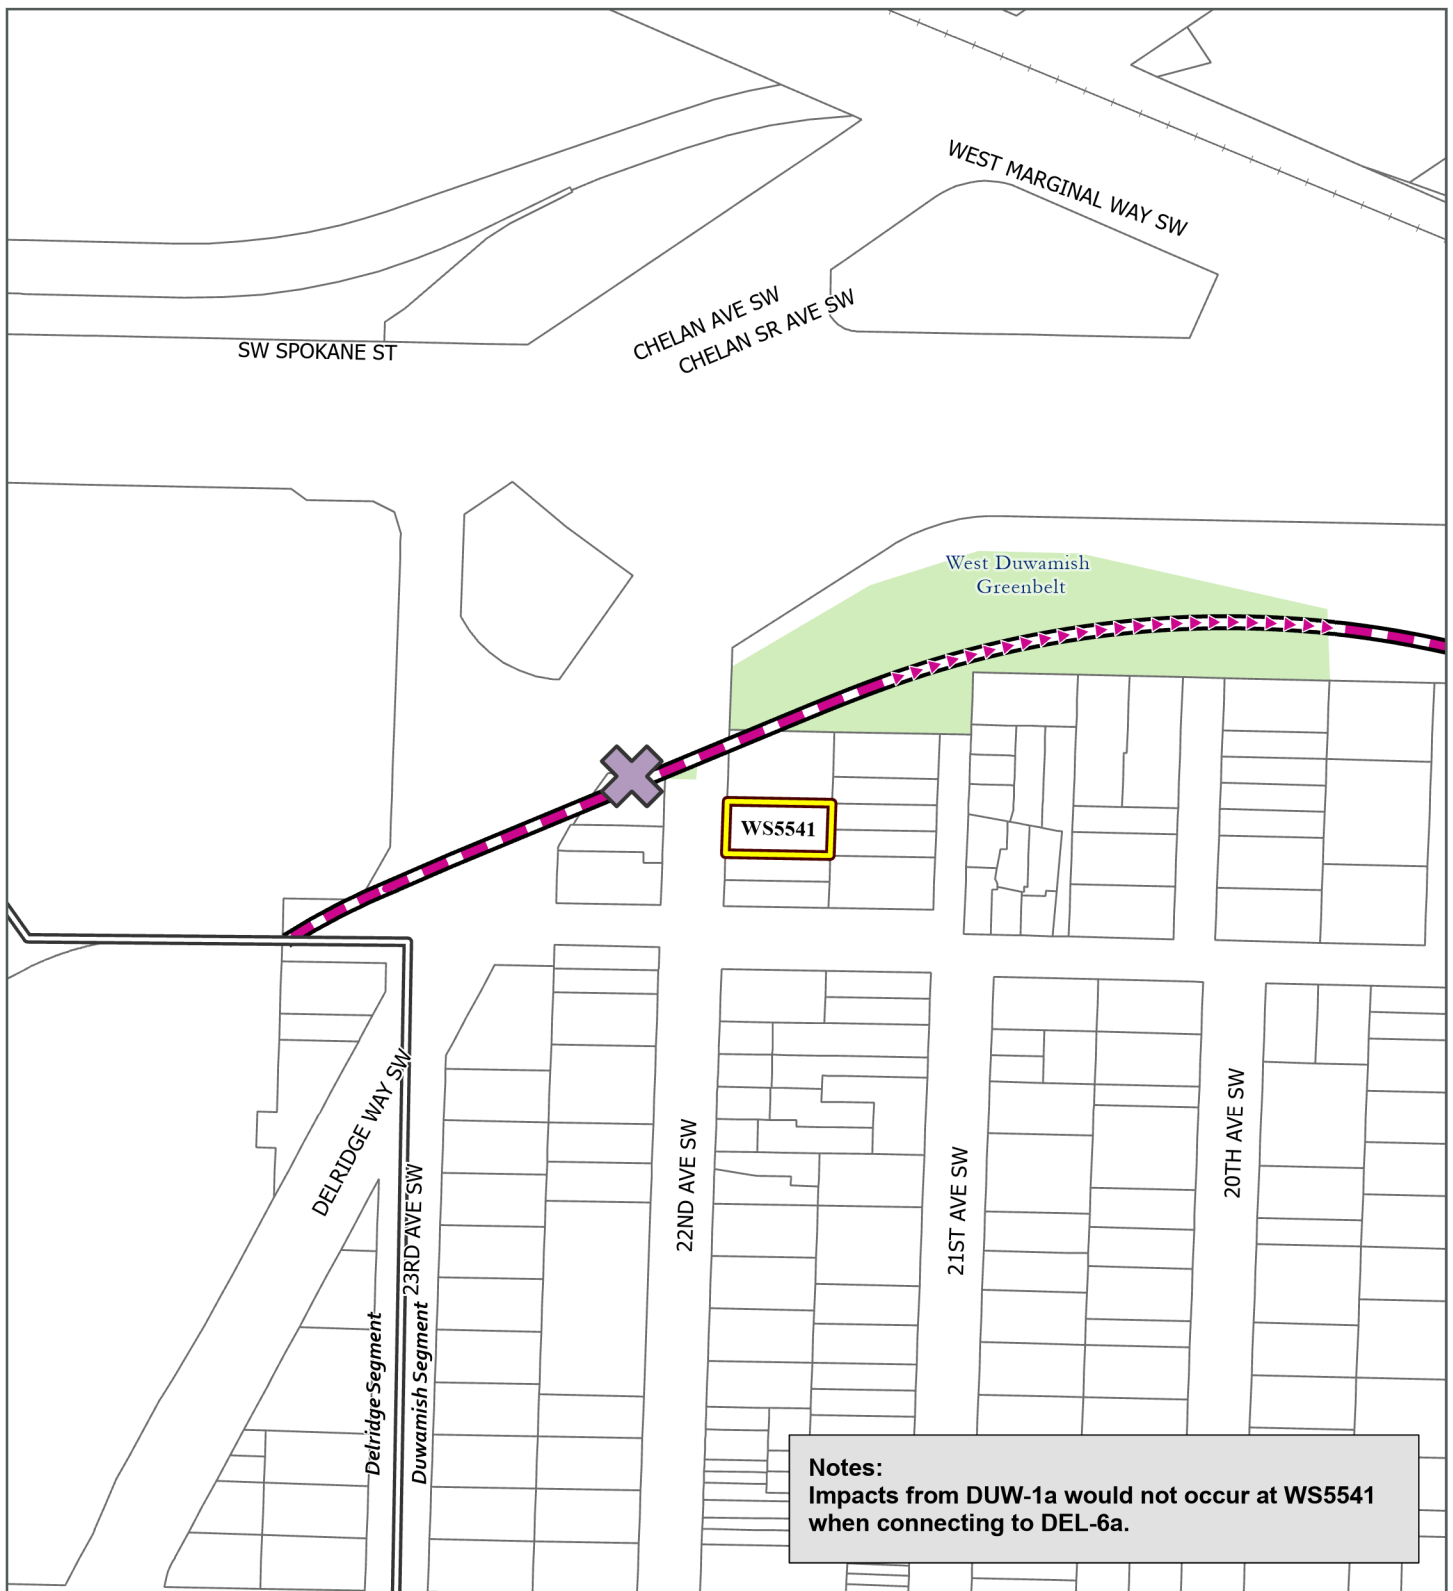 WEST MARGINAL WAY SW
CHELAN AVE SW
CHELAN SR AVE SW
SW SPOKANE ST
West Duwamish
Greenbelt
WS5541
DELRIDGE WAY SW
23RD AVE SW
22ND AVE SW
21ST AVE SW
20TH AVE SW
Delridge Segment
Duwamish Segment
Notes:
Impacts from DUW-1a would not occur at WS5541
when connecting to DEL-6a.